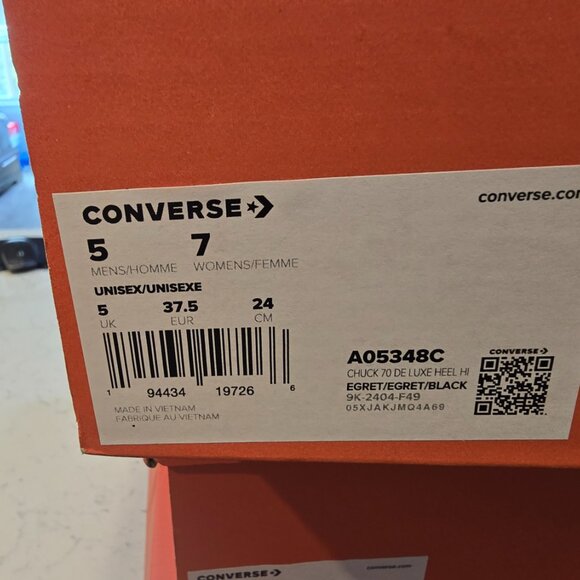 CONVERSE
converse.com
5 7
MENS/HOMME WOMENS/FEMME
UNISEX/UNISEXE
5 37.5 24
UK EUR CM
1 94434 19726 6
MADE IN VIETNAM
FABRIQUE AU VIETNAM
A05348C
CHUCK 70 DE LUXE HEEL HI
EGRET/EGRET/BLACK
9K-2404-F49
05XJAKJMQ4A69
CONVERSE
CONVERSE
converse.com